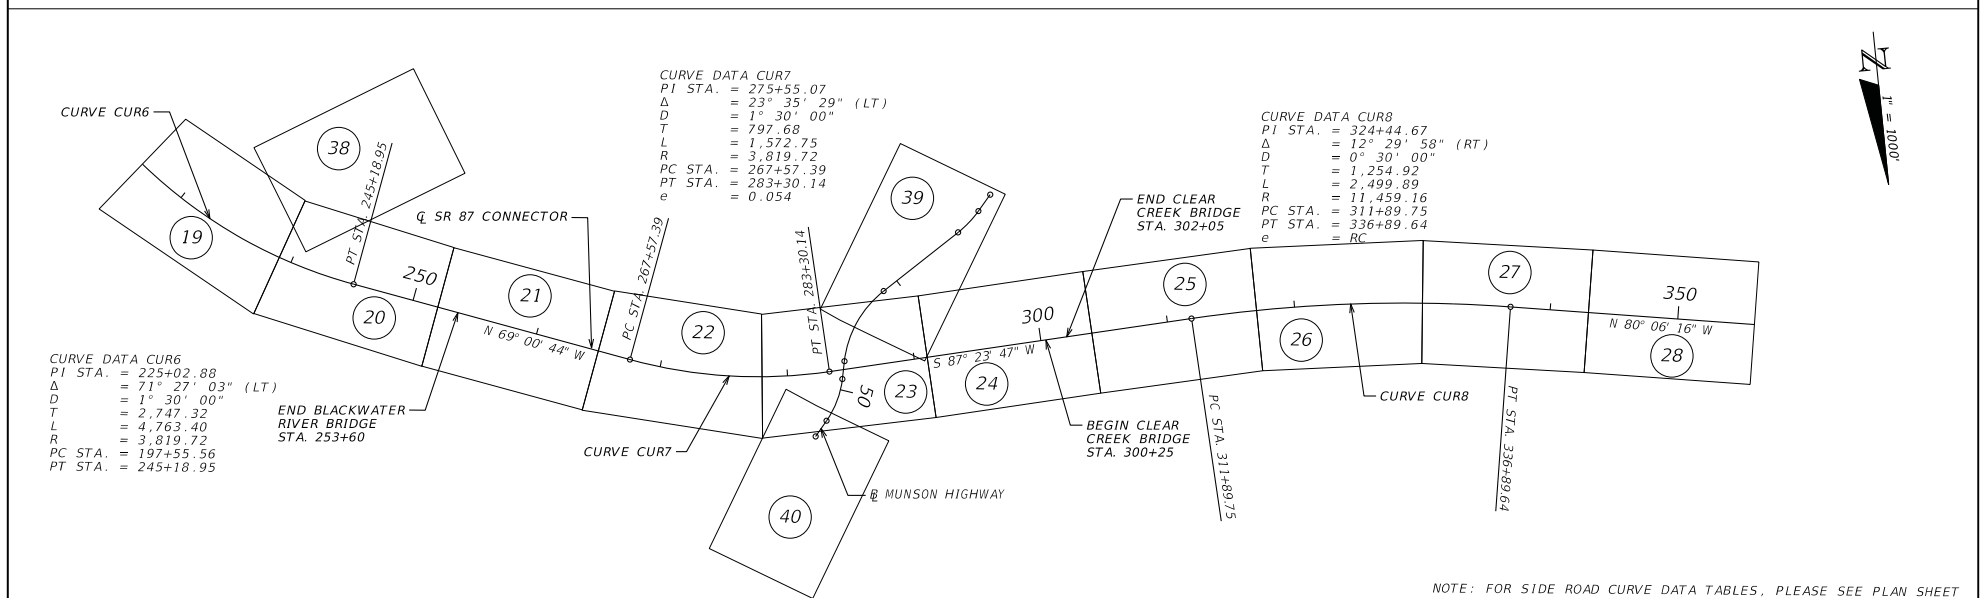 CURVE CUR6
38
PT STA. 245+18.95
19
20
250
21
℄ SR 87 CONNECTOR
N 69° 00' 44" W
PC STA. 267+57.39
22
CURVE DATA CUR7
PI STA. = 275+55.07
Δ = 23° 35' 29" (LT)
D = 1° 30' 00"
T = 797.68
L = 1,572.75
R = 3,819.72
PC STA. = 267+57.39
PT STA. = 283+30.14
e = 0.054
PT STA. 283+30.14
39
END CLEAR
CREEK BRIDGE
STA. 302+05
CURVE DATA CUR8
PI STA. = 324+44.67
Δ = 12° 29' 58" (RT)
D = 0° 30' 00"
T = 1,254.92
L = 2,499.89
R = 11,459.16
PC STA. = 311+89.75
PT STA. = 336+89.64
e = RC
N
1" = 1000'
CURVE DATA CUR6
PI STA. = 225+02.88
Δ = 71° 27' 03" (LT)
D = 1° 30' 00"
T = 2,747.32
L = 4,763.40
R = 3,819.72
PC STA. = 197+55.56
PT STA. = 245+18.95
END BLACKWATER
RIVER BRIDGE
STA. 253+60
CURVE CUR7
50
23
S 87° 23' 47" W
24
300
25
26
27
350
N 80° 06' 16" W
28
BEGIN CLEAR
CREEK BRIDGE
STA. 300+25
PC STA. 311+89.75
CURVE CUR8
PT STA. 336+89.64
40
BL MUNSON HIGHWAY
NOTE: FOR SIDE ROAD CURVE DATA TABLES, PLEASE SEE PLAN SHEET